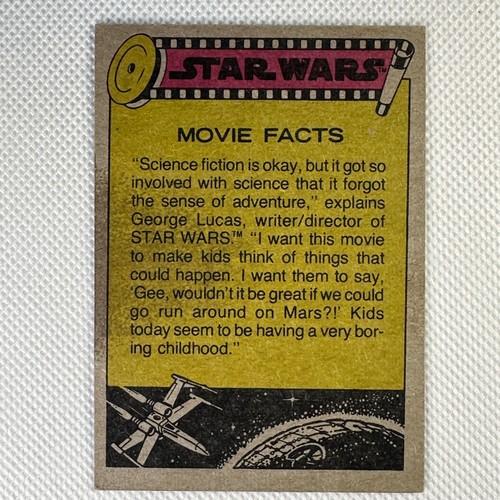 STAR WARS™
MOVIE FACTS
"Science fiction is okay, but it got so
involved with science that it forgot
the sense of adventure," explains
George Lucas, writer/director of
STAR WARS.™ "I want this movie
to make kids think of things that
could happen. I want them to say,
'Gee, wouldn't it be great if we could
go run around on Mars?!' Kids
today seem to be having a very bor-
ing childhood."